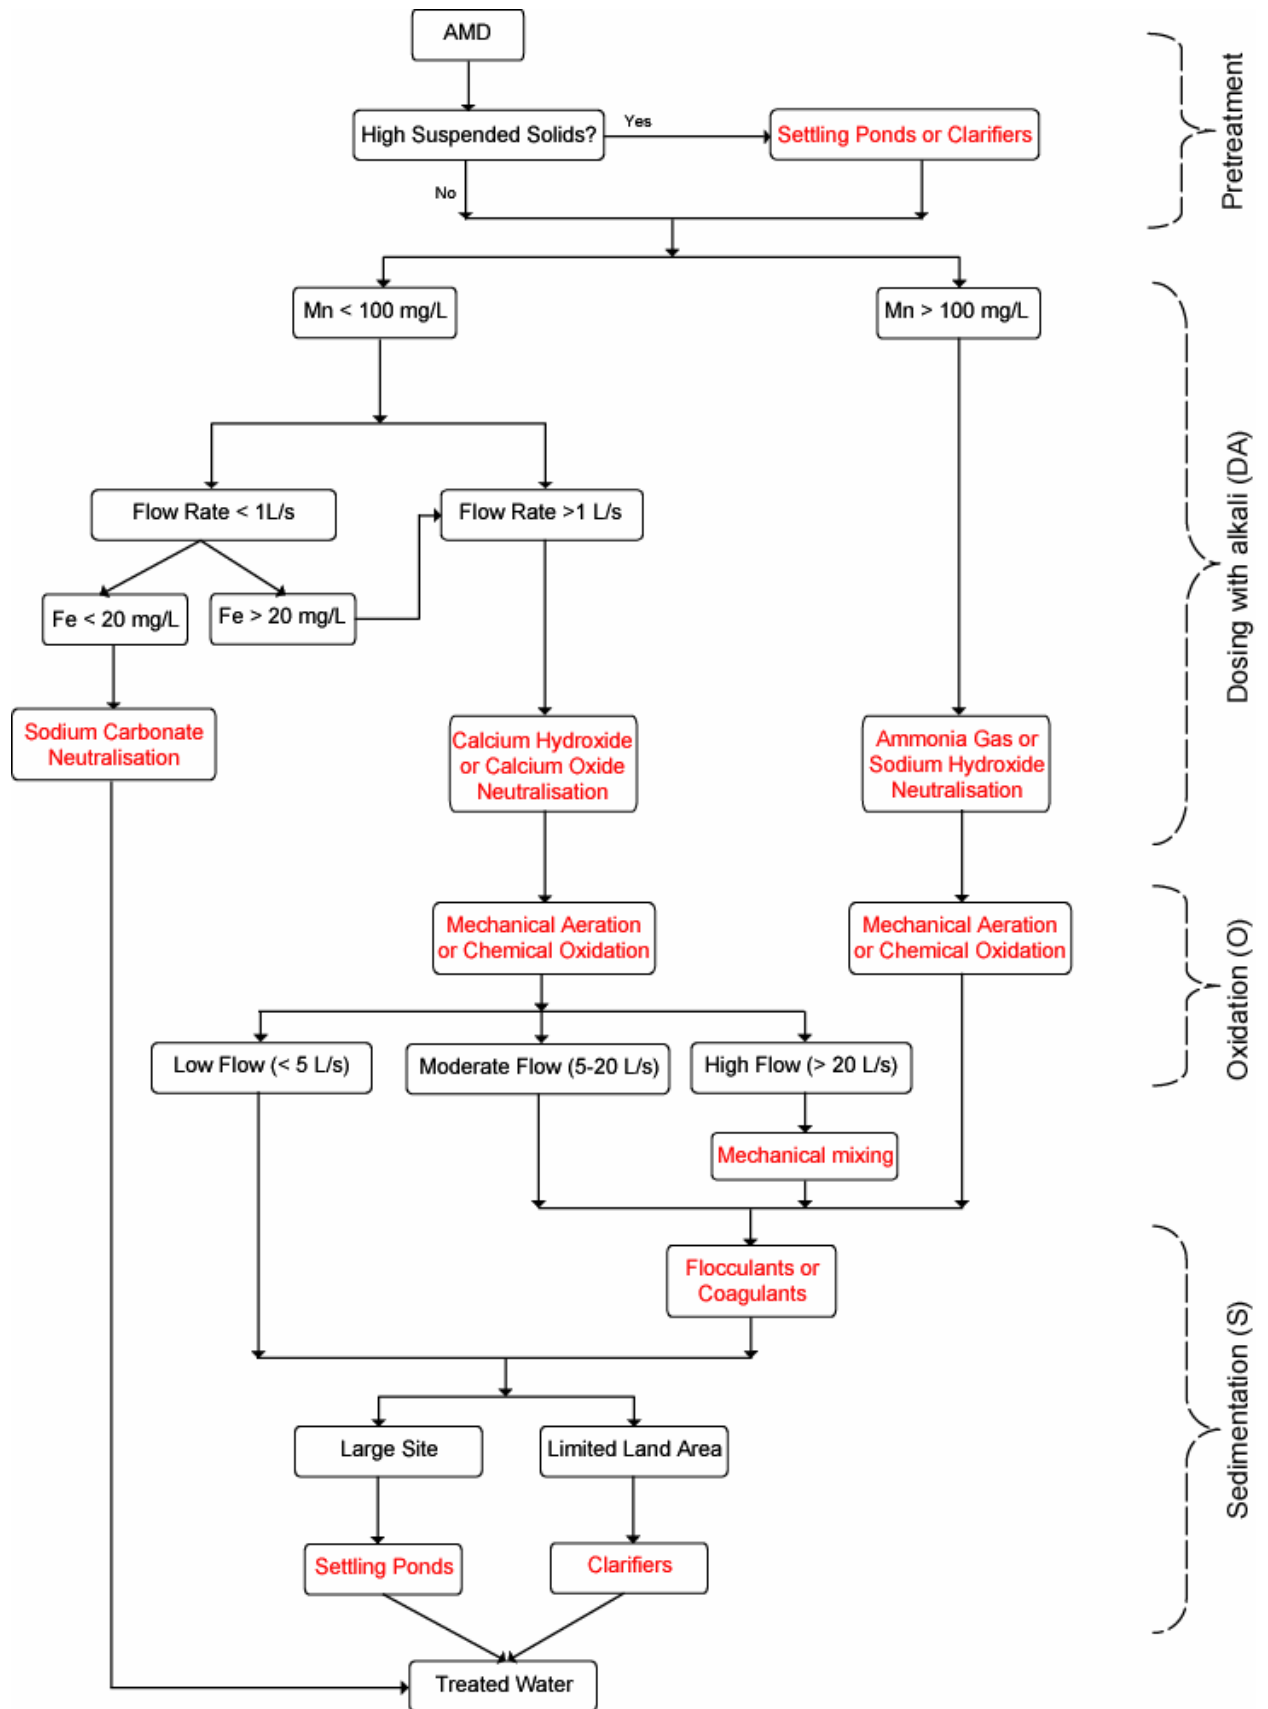 AMD
High Suspended Solids?
Yes
Settling Ponds or Clarifiers
No
Pretreatment
Mn < 100 mg/L
Mn > 100 mg/L
Flow Rate < 1L/s
Flow Rate >1 L/s
Fe < 20 mg/L
Fe > 20 mg/L
Sodium Carbonate
Neutralisation
Calcium Hydroxide
or Calcium Oxide
Neutralisation
Ammonia Gas or
Sodium Hydroxide
Neutralisation
Dosing with alkali (DA)
Mechanical Aeration
or Chemical Oxidation
Mechanical Aeration
or Chemical Oxidation
Low Flow (< 5 L/s)
Moderate Flow (5-20 L/s)
High Flow (> 20 L/s)
Oxidation (O)
Mechanical mixing
Flocculants or
Coagulants
Large Site
Limited Land Area
Settling Ponds
Clarifiers
Sedimentation (S)
Treated Water